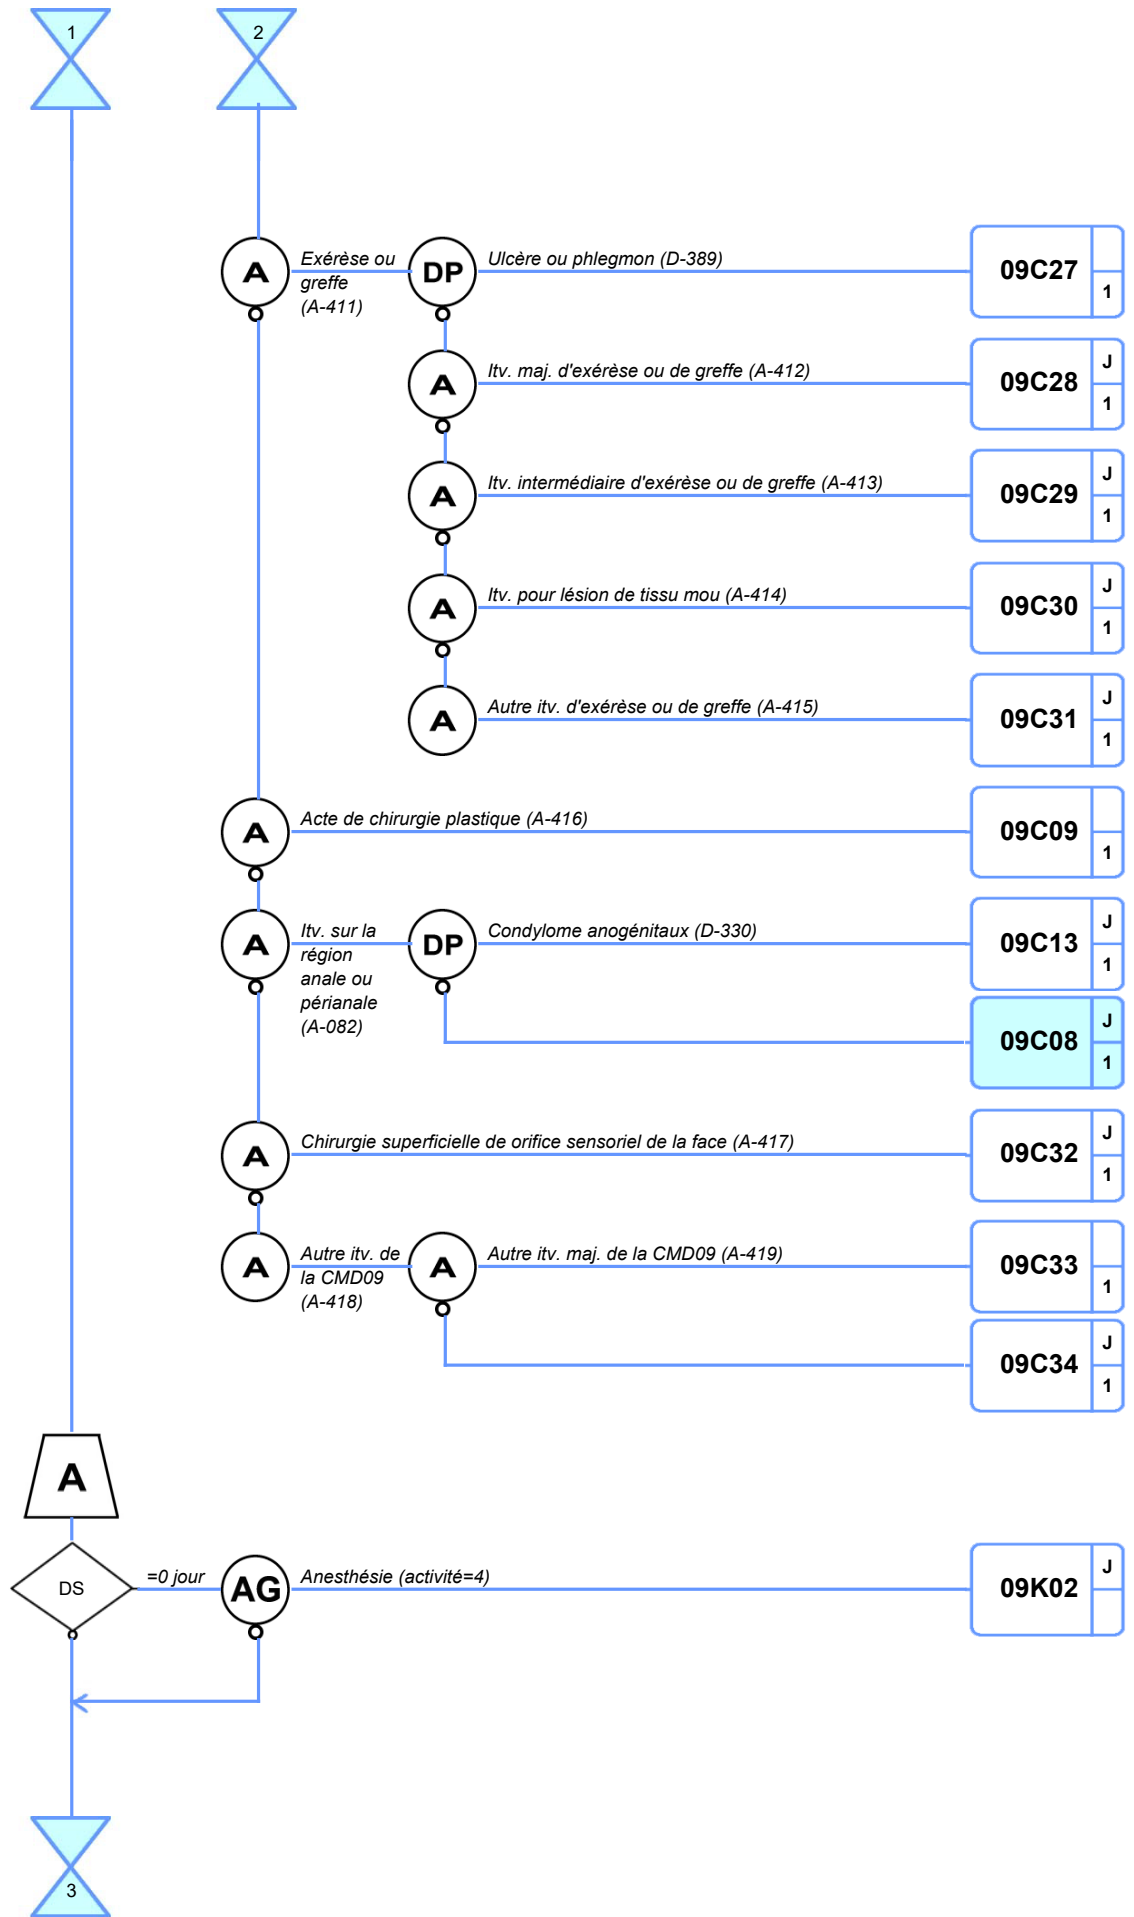 1
2
A
Exérèse ou
greffe
(A-411)
DP
Ulcère ou phlegmon (D-389)
09C27
1
A
Itv. maj. d'exérèse ou de greffe (A-412)
09C28
J
1
A
Itv. intermédiaire d'exérèse ou de greffe (A-413)
09C29
J
1
A
Itv. pour lésion de tissu mou (A-414)
09C30
J
1
A
Autre itv. d'exérèse ou de greffe (A-415)
09C31
J
1
A
Acte de chirurgie plastique (A-416)
09C09
1
A
Itv. sur la
région
anale ou
périanale
(A-082)
DP
Condylome anogénitaux (D-330)
09C13
J
1
09C08
J
1
A
Chirurgie superficielle de orifice sensoriel de la face (A-417)
09C32
J
1
A
Autre itv. de
la CMD09
(A-418)
A
Autre itv. maj. de la CMD09 (A-419)
09C33
1
09C34
J
1
A
DS
=0 jour
AG
Anesthésie (activité=4)
09K02
J
3